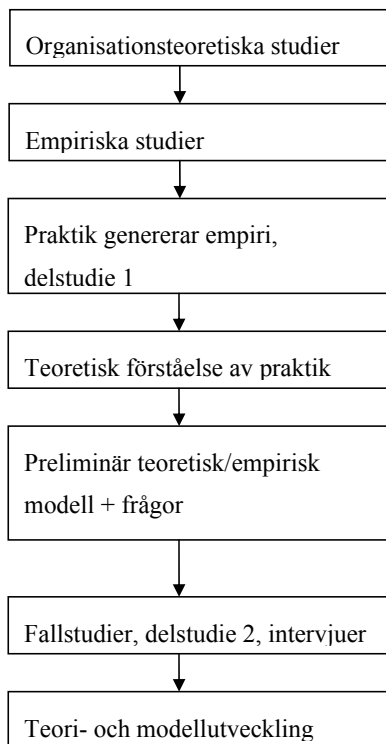 Organisationsteoretiska studier
Empiriska studier
Praktik genererar empiri,
delstudie 1
Teoretisk förståelse av praktik
Preliminär teoretisk/empirisk
modell + frågor
Fallstudier, delstudie 2, intervjuer
Teori- och modellutveckling